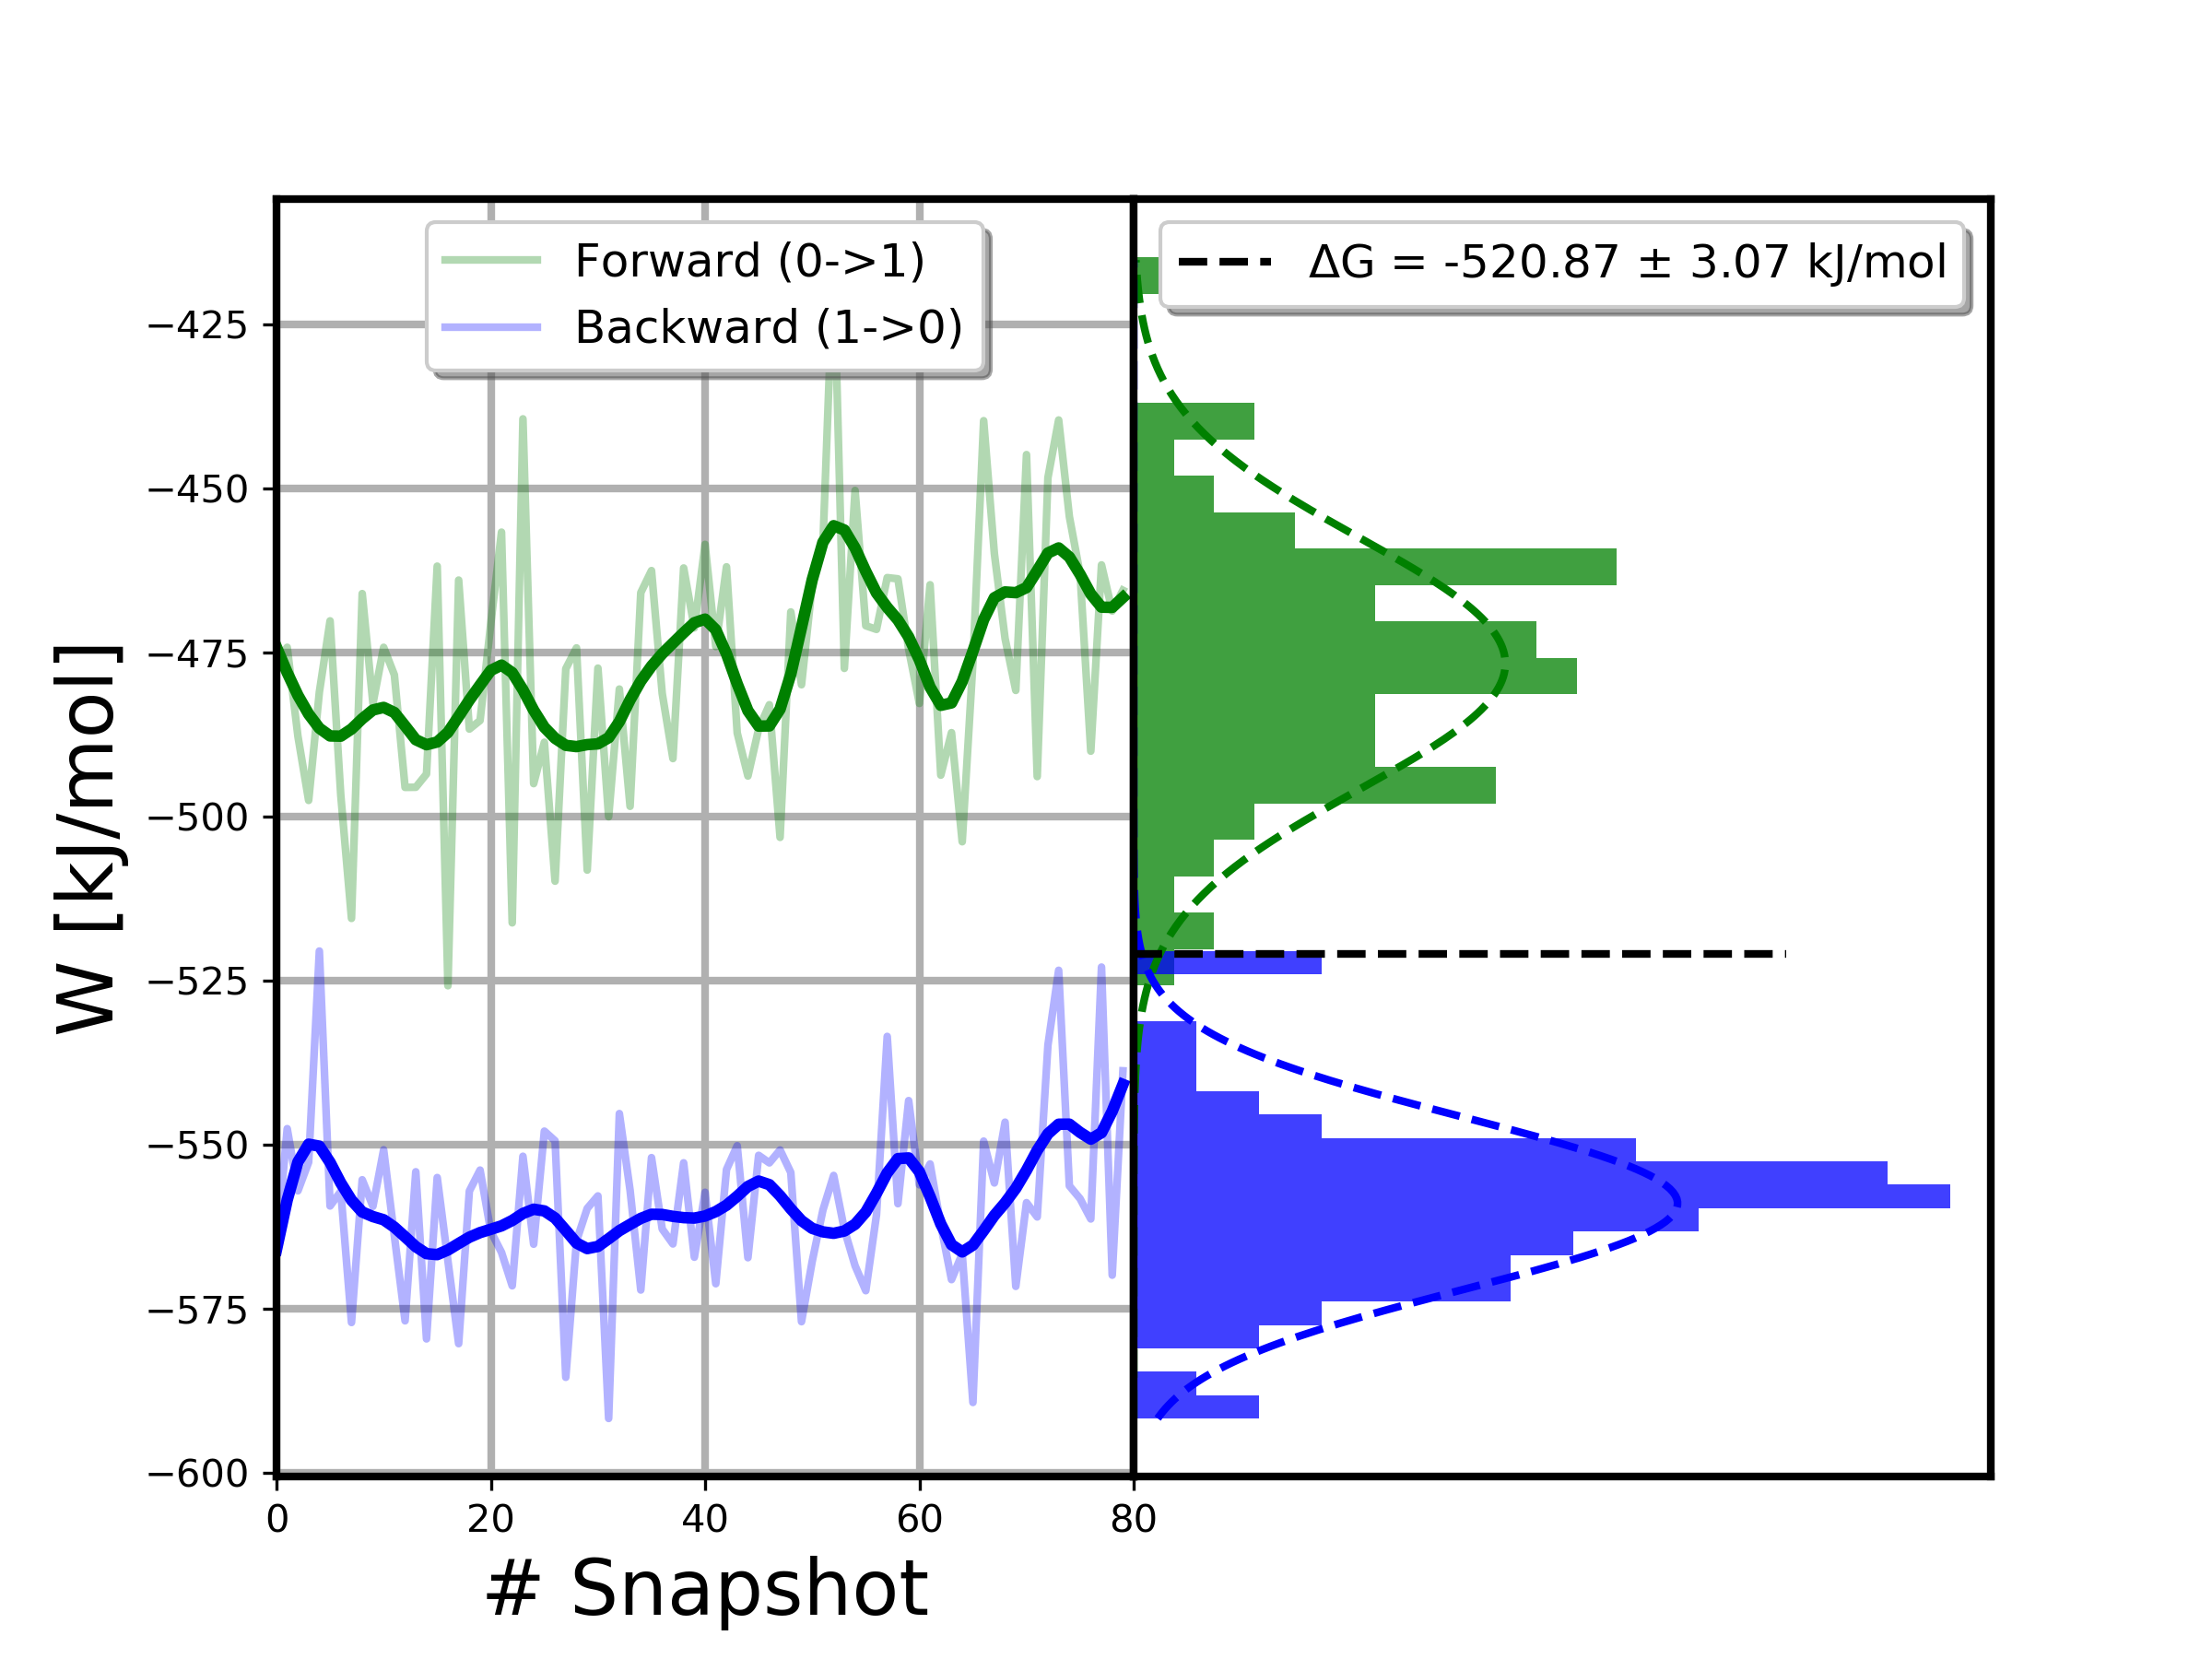 Forward (0->1)
Backward (1->0)
ΔG = -520.87 ± 3.07 kJ/mol
W [kJ/mol]
−425
−450
−475
−500
−525
−550
−575
−600
0 20 40 60 80
# Snapshot